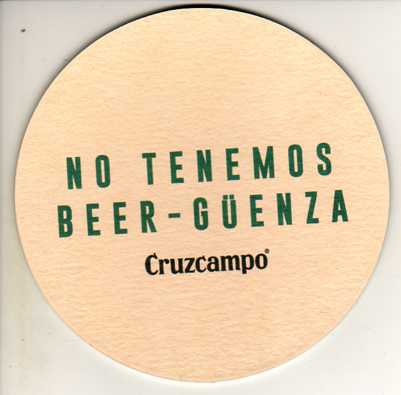 NO TENEMOS
BEER-GÜENZA
Cruzcampo®